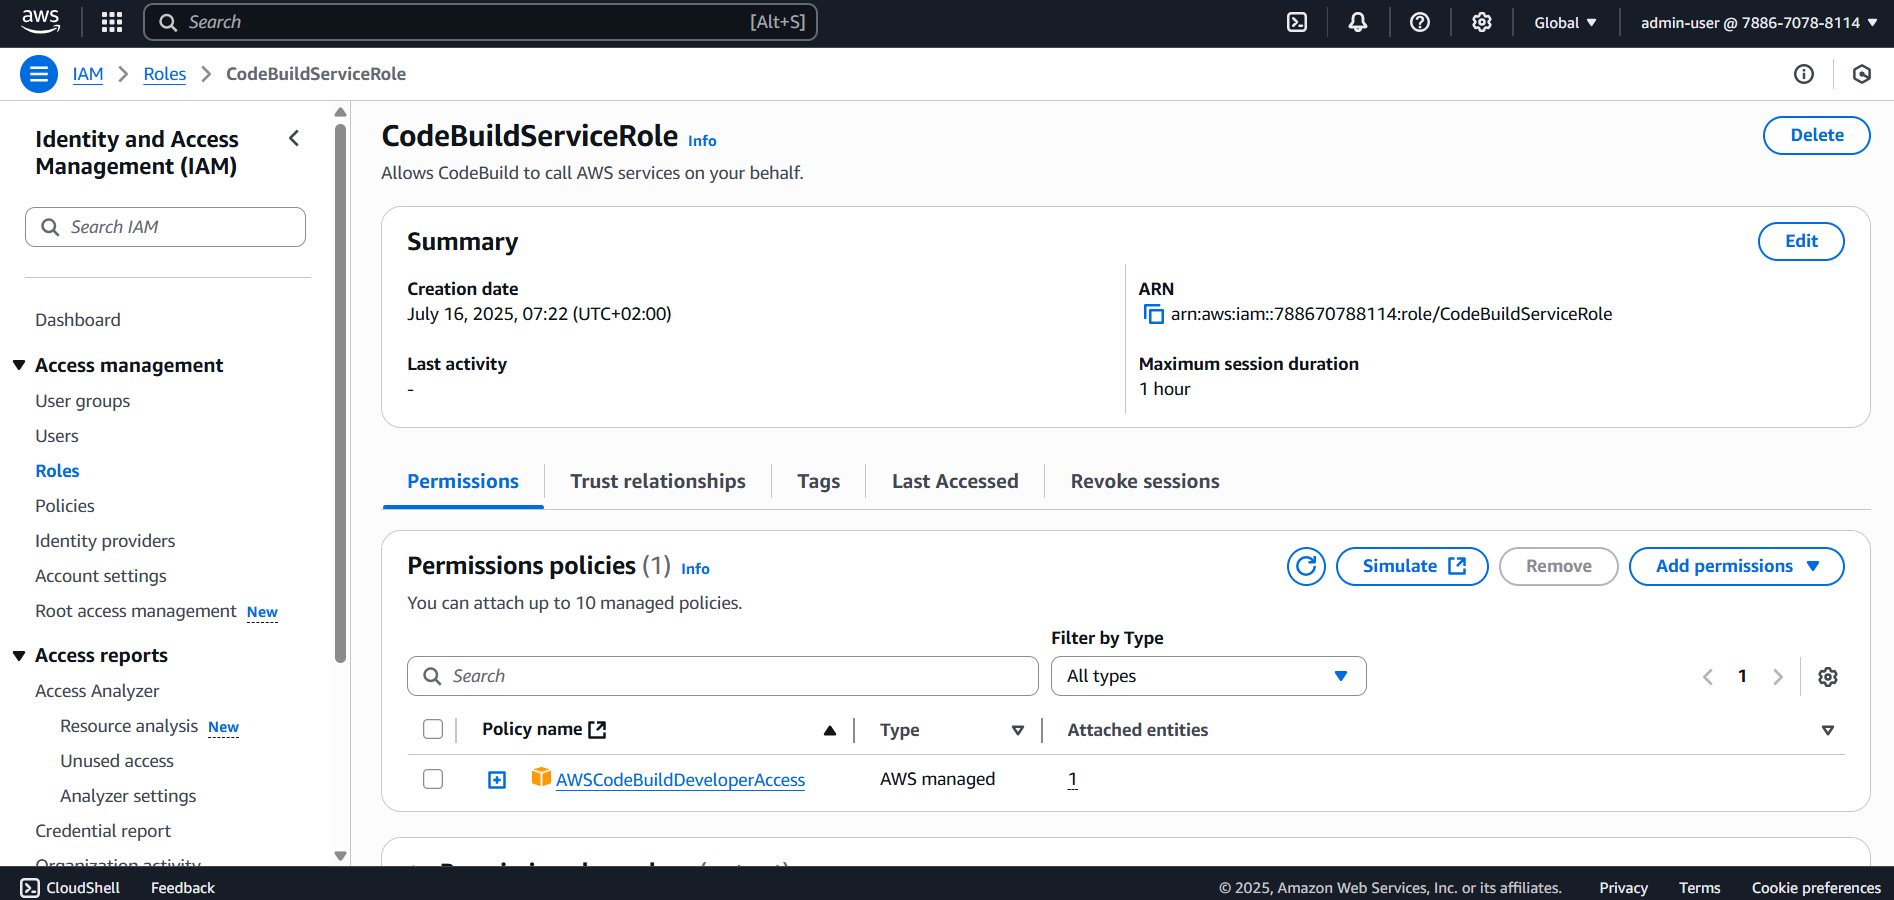 aws
Search
[Alt+S]
Global
admin-user @ 7886-7078-8114
IAM
Roles
CodeBuildServiceRole
Identity and Access
Management (IAM)
Search IAM
Dashboard
Access management
User groups
Users
Roles
Policies
Identity providers
Account settings
Root access management New
Access reports
Access Analyzer
Resource analysis New
Unused access
Analyzer settings
Credential report
Organization activity
CodeBuildServiceRole Info
Delete
Allows CodeBuild to call AWS services on your behalf.
Summary
Edit
Creation date
July 16, 2025, 07:22 (UTC+02:00)
ARN
arn:aws:iam::788670788114:role/CodeBuildServiceRole
Last activity
-
Maximum session duration
1 hour
Permissions
Trust relationships
Tags
Last Accessed
Revoke sessions
Permissions policies (1) Info
Simulate
Remove
Add permissions
You can attach up to 10 managed policies.
Filter by Type
Search
All types
1
Policy name
Type
Attached entities
AWSCodeBuildDeveloperAccess
AWS managed
1
CloudShell
Feedback
© 2025, Amazon Web Services, Inc. or its affiliates.
Privacy
Terms
Cookie preferences